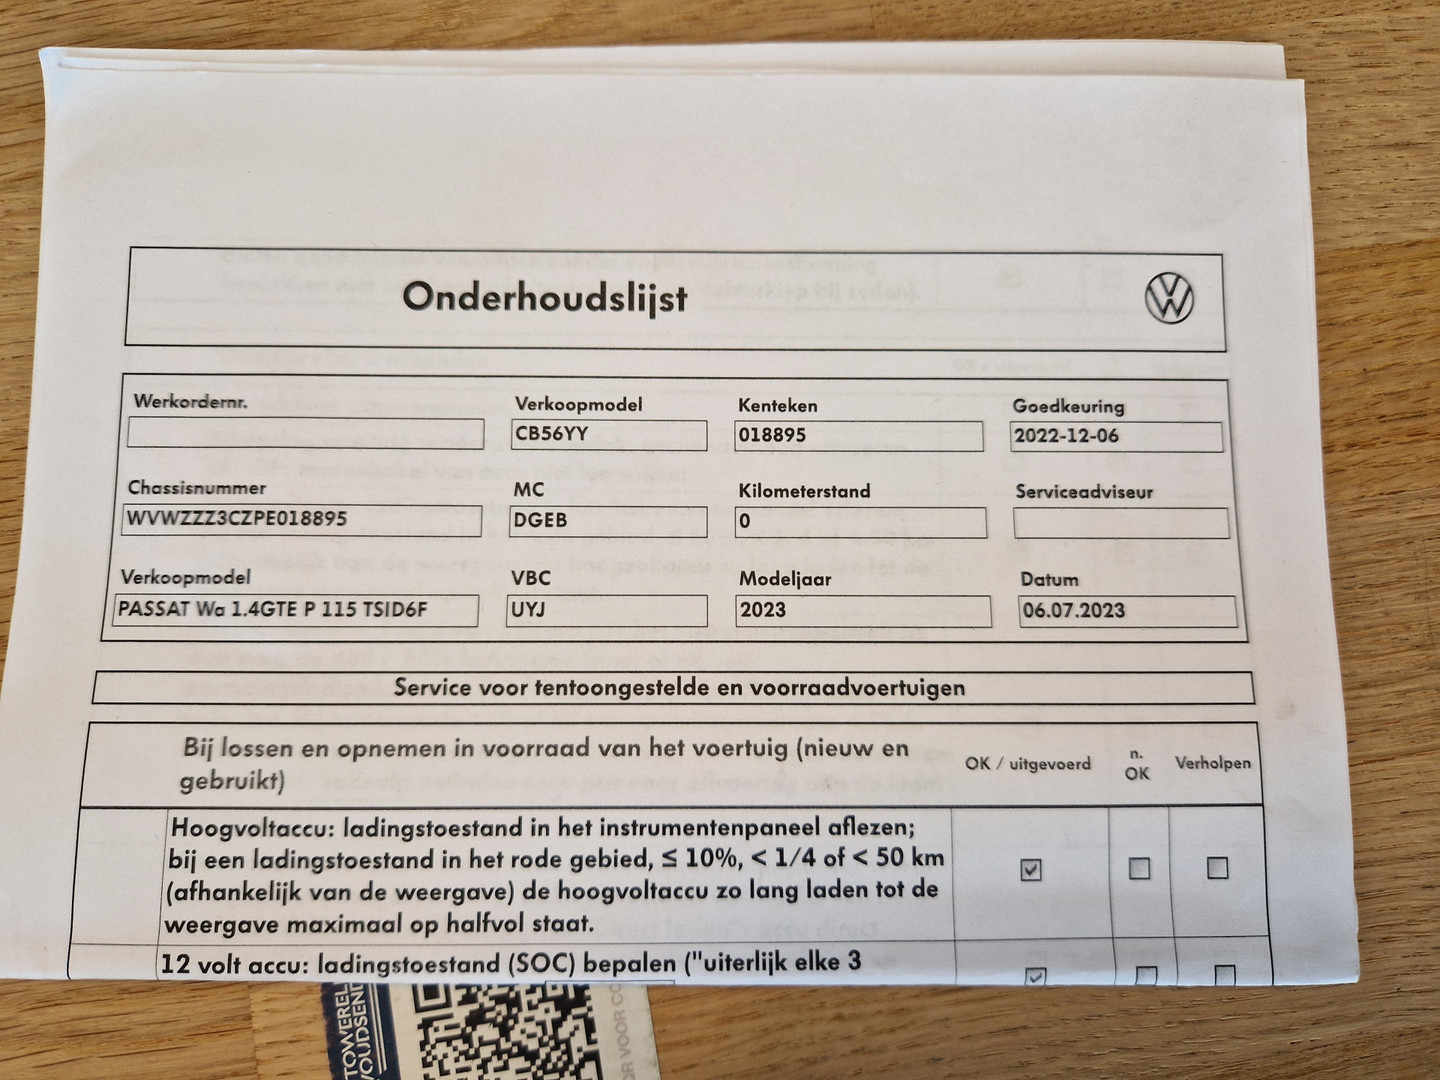 Onderhoudslijst
Werkordernr.
Verkoopmodel
CB56YY
Kenteken
018895
Goedkeuring
2022-12-06
Chassisnummer
WVWZZZ3CZPE018895
MC
DGEB
Kilometerstand
0
Serviceadviseur
Verkoopmodel
PASSAT Wa 1.4GTE P 115 TSID6F
VBC
UYJ
Modeljaar
2023
Datum
06.07.2023
Service voor tentoongestelde en voorraadvoertuigen
Bij lossen en opnemen in voorraad van het voertuig (nieuw en
gebruikt)
OK / uitgevoerd
n.
OK
Verholpen
Hoogvoltaccu: ladingstoestand in het instrumentenpaneel aflezen;
bij een ladingstoestand in het rode gebied, ≤ 10%, < 1/4 of < 50 km
(afhankelijk van de weergave) de hoogvoltaccu zo lang laden tot de
weergave maximaal op halfvol staat.
12 volt accu: ladingstoestand (SOC) bepalen ("uiterlijk elke 3